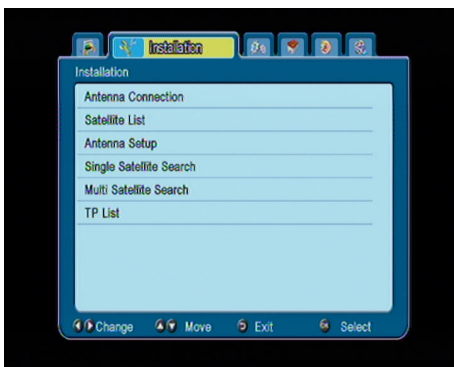 Installation
Installation
Antenna Connection
Satellite List
Antenna Setup
Single Satellite Search
Multi Satellite Search
TP List
Change Move Exit Select